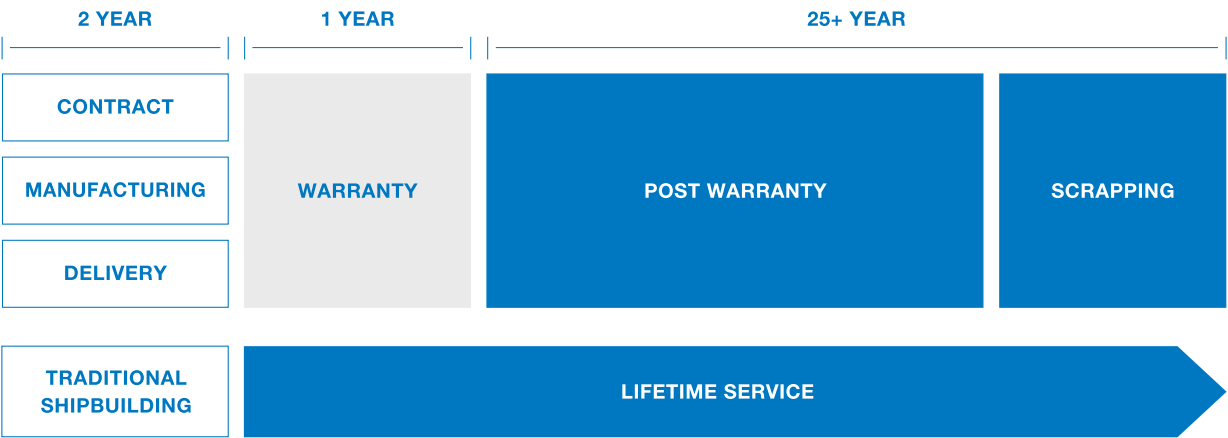 2 YEAR
1 YEAR
25+ YEAR
CONTRACT
MANUFACTURING
DELIVERY
WARRANTY
POST WARRANTY
SCRAPPING
TRADITIONAL
SHIPBUILDING
LIFETIME SERVICE